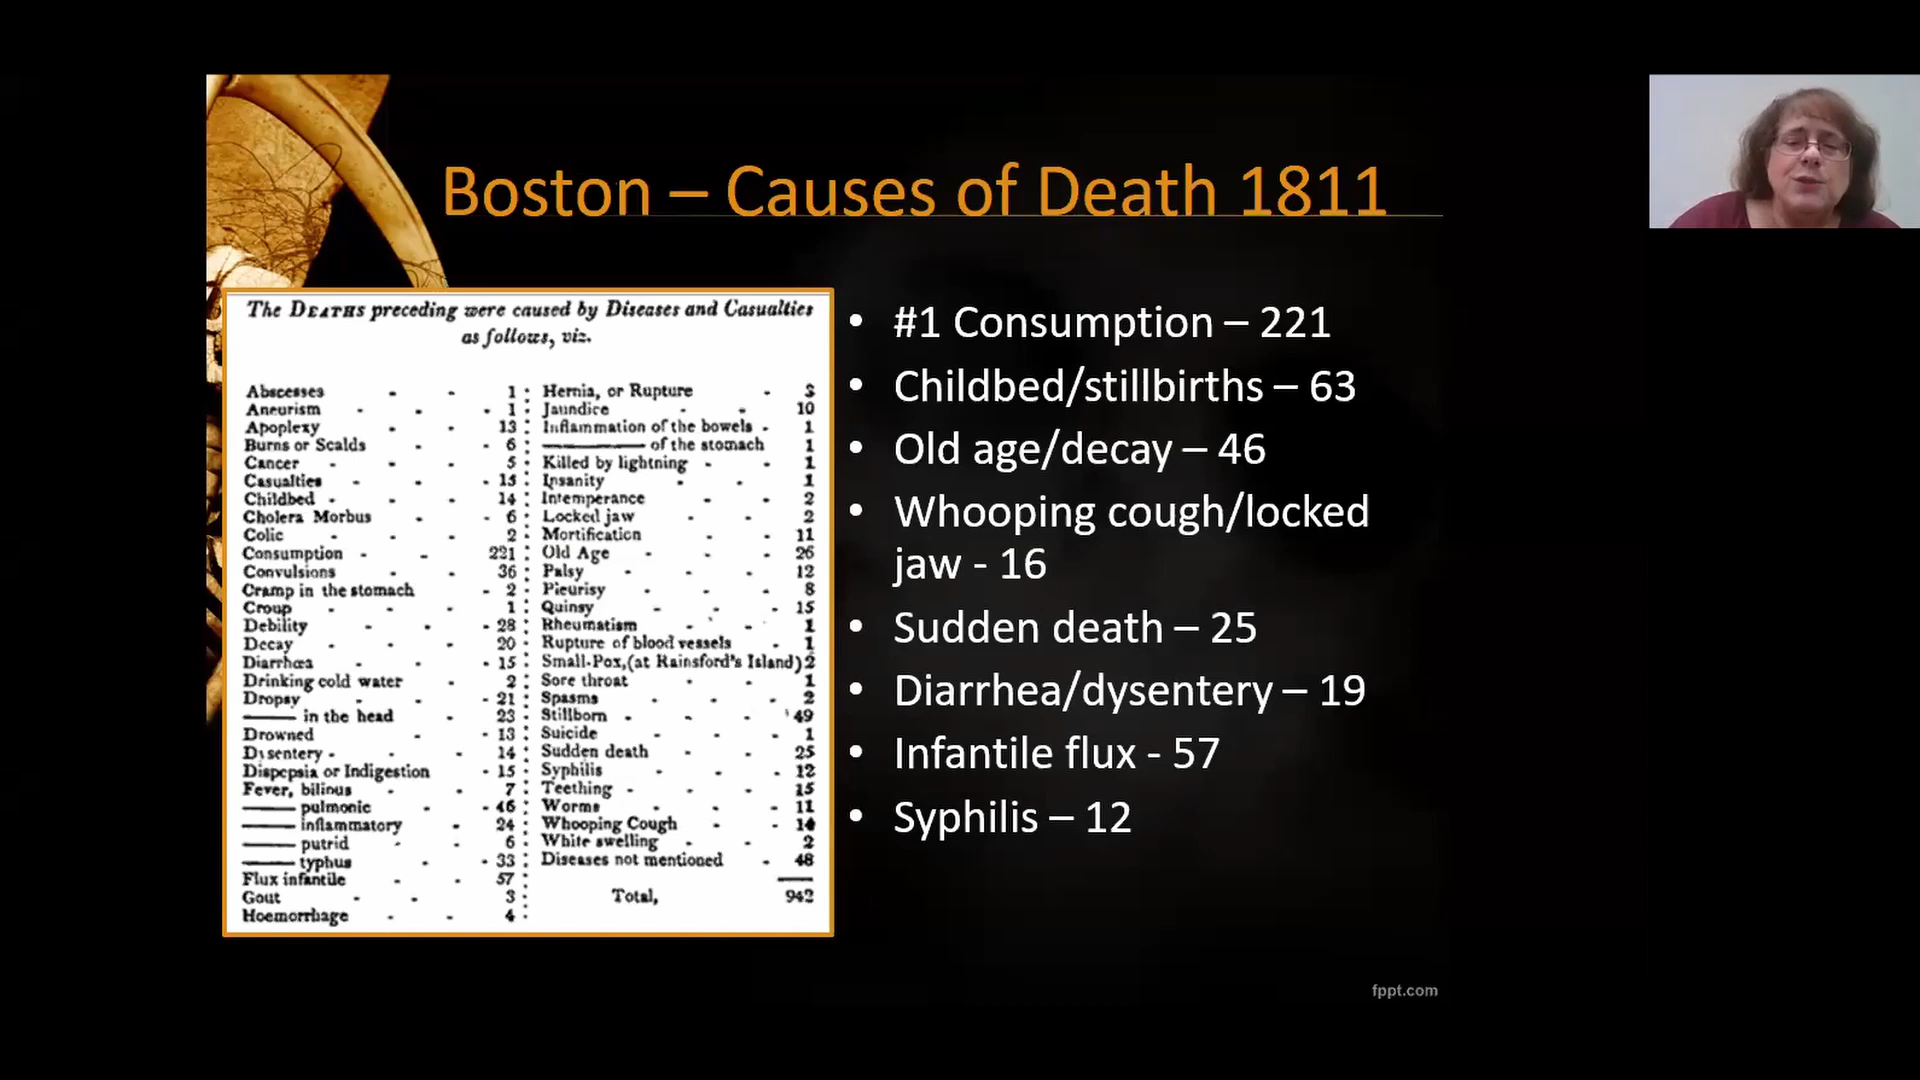 Boston – Causes of Death 1811
The DEATHS preceding were caused by Diseases and Casualties
as follows, viz.
Abscesses - - 1
Aneurism - - - 1
Apoplexy - - 13
Burns or Scalds - - 6
Cancer - - - 5
Casualties - - - 15
Childbed - - - 14
Cholera Morbus - - 6
Colic - - - 2
Consumption - - 221
Convulsions - - 36
Cramp in the stomach - 2
Croup - - - 1
Debility - - - 28
Decay - - - 20
Diarrhœa - - 15
Drinking cold water - 2
Dropsy - - - 21
——— in the head - 23
Drowned - - 13
Dysentery - - - 14
Dispepsia or Indigestion - 15
Fever, bilious - - 7
——— pulmonic - - 46
——— inflammatory - 24
——— putrid - - 6
——— typhus - - 33
Flux infantile - - 57
Gout - - - 3
Hoemorrhage - - 4
Hernia, or Rupture - 3
Jaundice - - 10
Inflammation of the bowels - 1
——— of the stomach 1
Killed by lightning - - 1
Insanity - - 1
Intemperance - - 2
Locked jaw - - 2
Mortification - - 11
Old Age - - - 26
Palsy - - - 12
Pleurisy - - - 8
Quinsy - - - 15
Rheumatism - - 1
Rupture of blood vessels - 1
Small-Pox,(at Rainsford's Island) 2
Sore throat - - 1
Spasms - - - 2
Stillborn - - - 49
Suicide - - - 1
Sudden death - - 25
Syphilis - - - 12
Teething - - - 15
Worms - - - 11
Whooping Cough - - 14
White swelling - - 2
Diseases not mentioned - 48
Total, 942
• #1 Consumption – 221
• Childbed/stillbirths – 63
• Old age/decay – 46
• Whooping cough/locked
jaw - 16
• Sudden death – 25
• Diarrhea/dysentery – 19
• Infantile flux - 57
• Syphilis – 12
fppt.com